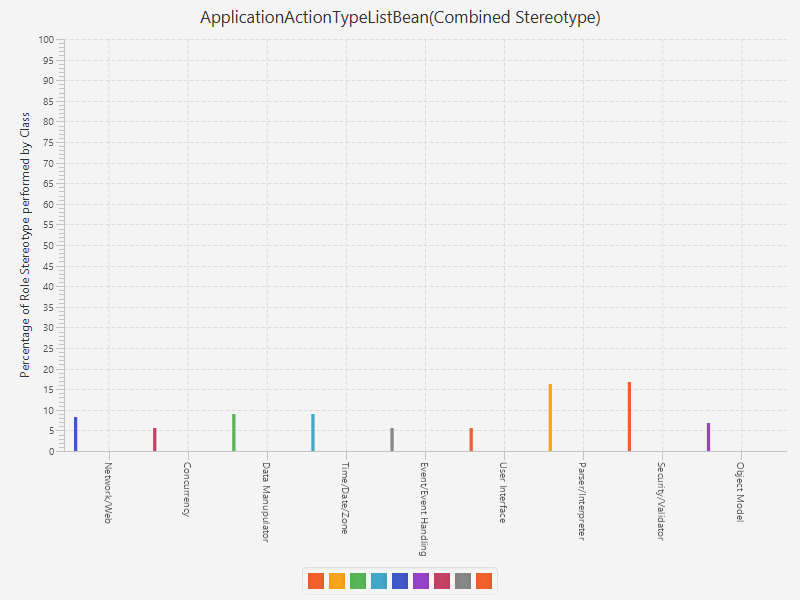 ApplicationActionTypeListBean(Combined Stereotype)
Percentage of Role Stereotype performed by Class
100
95
90
85
80
75
70
65
60
55
50
45
40
35
30
25
20
15
10
5
0
Network/Web
Concurrency
Data Manupulator
Time/Date/Zone
Event/Event Handling
User Interface
Parser/Interpreter
Security/Validator
Object Model